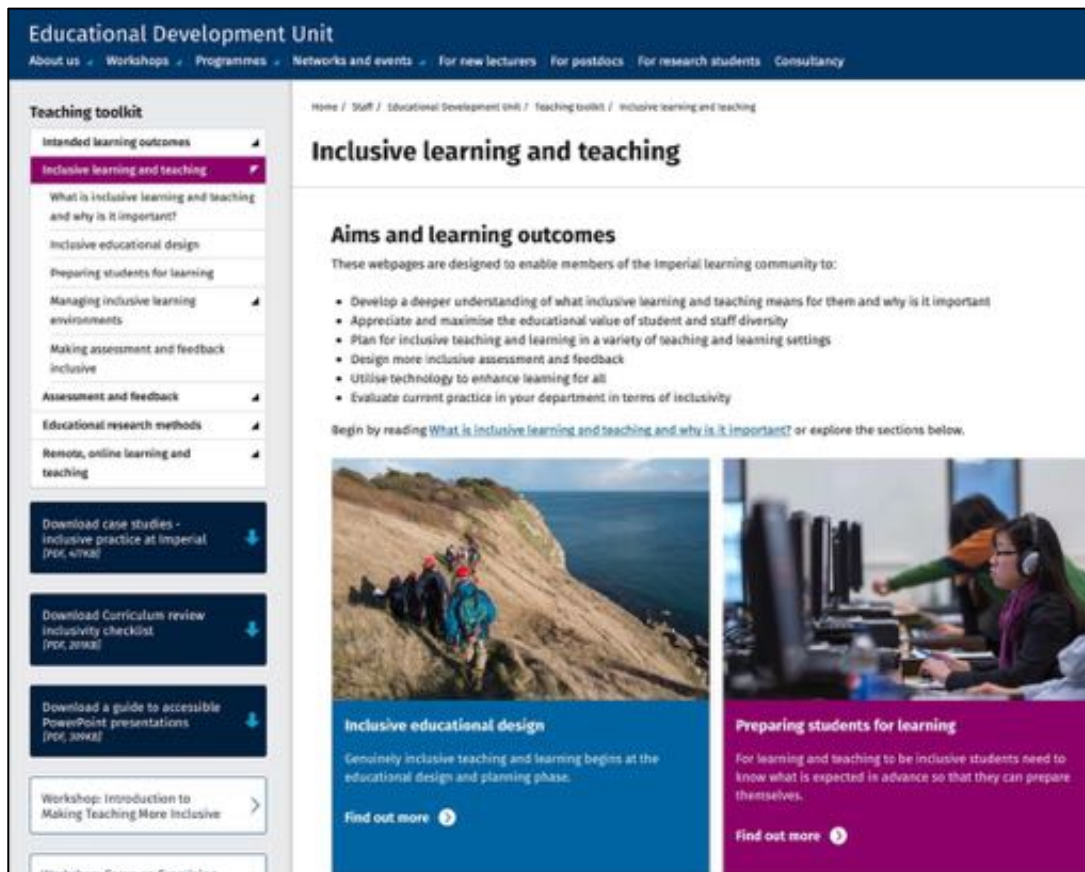 Educational Development Unit
About us Workshops Programmes Networks and events For new lecturers For postdocs For research students Consultancy
Teaching toolkit
Intended learning outcomes
Inclusive learning and teaching
What is inclusive learning and teaching
and why is it important?
Inclusive educational design
Preparing students for learning
Managing inclusive learning
environments
Making assessment and feedback
inclusive
Assessment and feedback
Educational research methods
Remote, online learning and
teaching
Download case studies -
inclusive practice at Imperial
[PDF, 477KB]
Download Curriculum review
inclusivity checklist
[PDF, 201KB]
Download a guide to accessible
PowerPoint presentations
[PDF, 309KB]
Workshop: Introduction to
Making Teaching More Inclusive
Home / Staff / Educational Development Unit / Teaching toolkit / Inclusive learning and teaching
Inclusive learning and teaching
Aims and learning outcomes
These webpages are designed to enable members of the Imperial learning community to:
• Develop a deeper understanding of what inclusive learning and teaching means for them and why is it important
• Appreciate and maximise the educational value of student and staff diversity
• Plan for inclusive teaching and learning in a variety of teaching and learning settings
• Design more inclusive assessment and feedback
• Utilise technology to enhance learning for all
• Evaluate current practice in your department in terms of inclusivity
Begin by reading What is inclusive learning and teaching and why is it important? or explore the sections below.
Inclusive educational design
Genuinely inclusive teaching and learning begins at the
educational design and planning phase.
Find out more
Preparing students for learning
For learning and teaching to be inclusive students need to
know what is expected in advance so that they can prepare
themselves.
Find out more